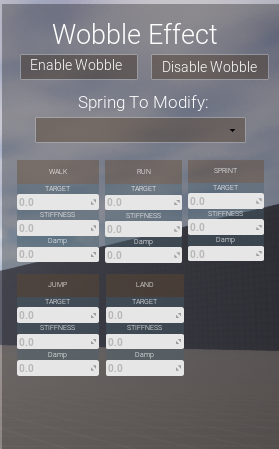 Wobble Effect
Enable Wobble
Disable Wobble
Spring To Modify:
WALK
TARGET
0.0
STIFFNESS
0.0
Damp
0.0
RUN
TARGET
0.0
STIFFNESS
0.0
Damp
0.0
SPRINT
TARGET
0.0
STIFFNESS
0.0
Damp
0.0
JUMP
TARGET
0.0
STIFFNESS
0.0
Damp
0.0
LAND
TARGET
0.0
STIFFNESS
0.0
Damp
0.0